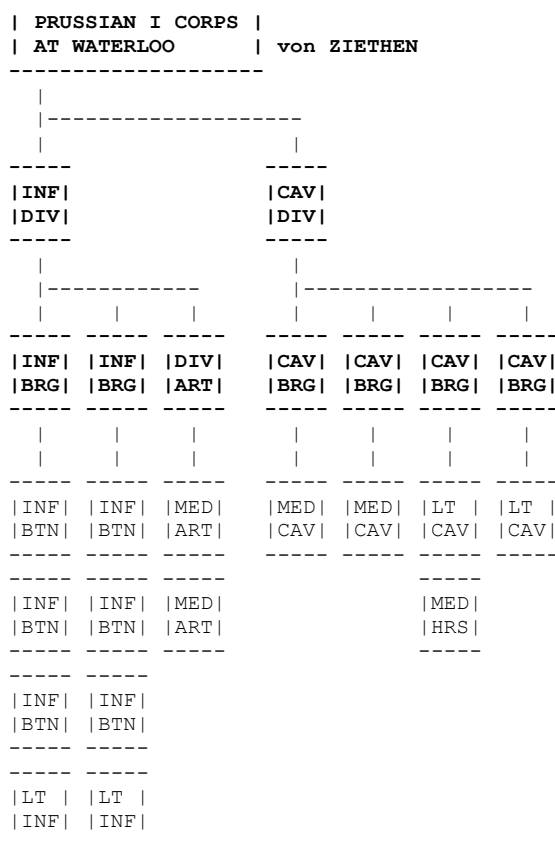 | PRUSSIAN I CORPS |
| AT WATERLOO      | von ZIETHEN
---------------------
  |
  |---------------------
  |                    |
-----                -----
|INF|                |CAV|
|DIV|                |DIV|
-----                -----
  |                    |
  |------------        |-------------------
  |     |     |        |     |     |     |
----- ----- -----    ----- ----- ----- -----
|INF| |INF| |DIV|    |CAV| |CAV| |CAV| |CAV|
|BRG| |BRG| |ART|    |BRG| |BRG| |BRG| |BRG|
----- ----- -----    ----- ----- ----- -----
  |     |     |        |     |     |     |
  |     |     |        |     |     |     |
----- ----- -----    ----- ----- ----- -----
|INF| |INF| |MED|    |MED| |MED| |LT | |LT |
|BTN| |BTN| |ART|    |CAV| |CAV| |CAV| |CAV|
----- ----- -----    ----- ----- ----- -----
----- ----- -----                -----
|INF| |INF| |MED|                |MED|
|BTN| |BTN| |ART|                |HRS|
----- ----- -----                -----
----- -----
|INF| |INF|
|BTN| |BTN|
----- -----
----- -----
|LT | |LT |
|INF| |INF|